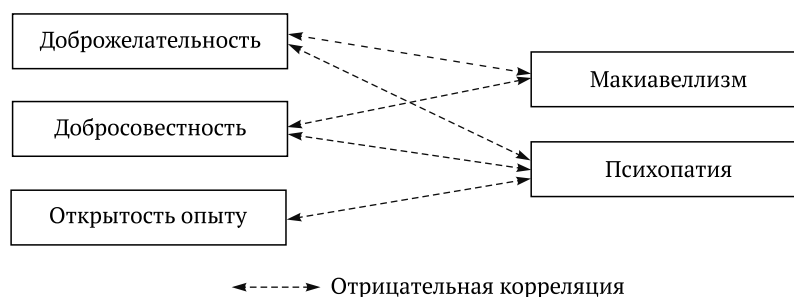 Доброжелательность
Макиавеллизм
Добросовестность
Психопатия
Открытость опыту
Отрицательная корреляция